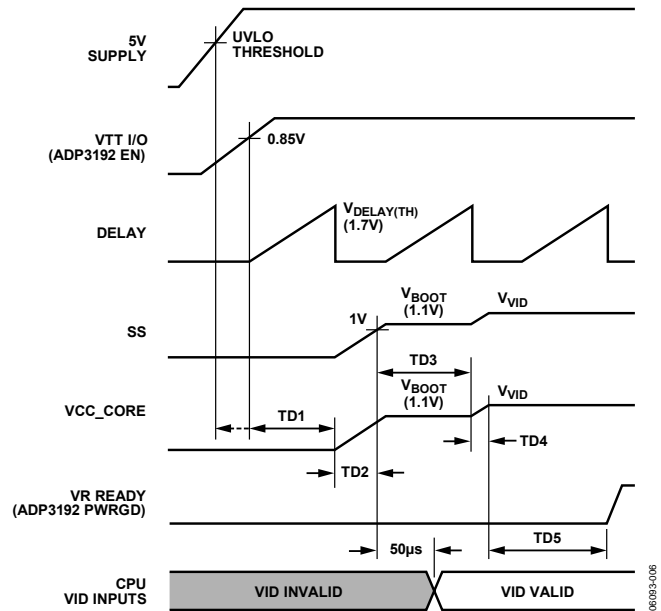 5V
SUPPLY
UVLO
THRESHOLD
VTT I/O
(ADP3192 EN)
0.85V
DELAY
VDELAY(TH)
(1.7V)
SS
1V
VBOOT
(1.1V)
VVID
TD3
VCC_CORE
VBOOT
(1.1V)
VVID
TD1
TD4
TD2
VR READY
(ADP3192 PWRGD)
50µs
TD5
CPU
VID INPUTS
VID INVALID
VID VALID
06093-006